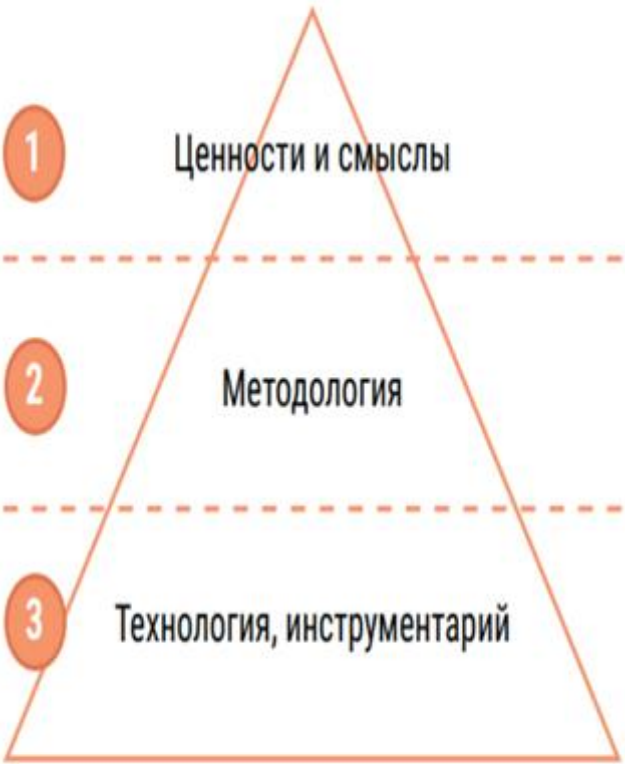 1
Ценности и смыслы
2
Методология
3
Технология, инструментарий